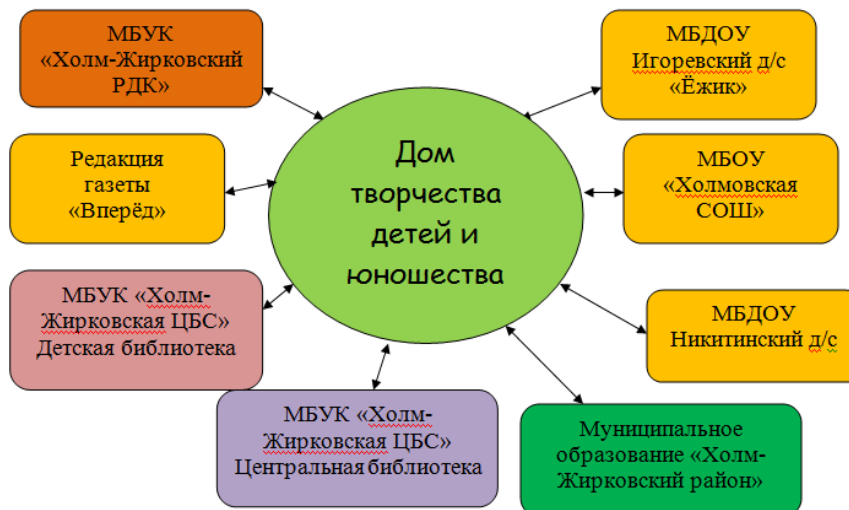 МБУК
«Холм-Жирковский
РДК»
МБДОУ
Игоревский д/с
«Ёжик»
Редакция
газеты
«Вперёд»
Дом
творчества
детей и
юношества
МБОУ
«Холмовская
СОШ»
МБУК «Холм-
Жирковская ЦБС»
Детская библиотека
МБДОУ
Никитинский д/с
МБУК «Холм-
Жирковская ЦБС»
Центральная библиотека
Муниципальное
образование «Холм-
Жирковский район»